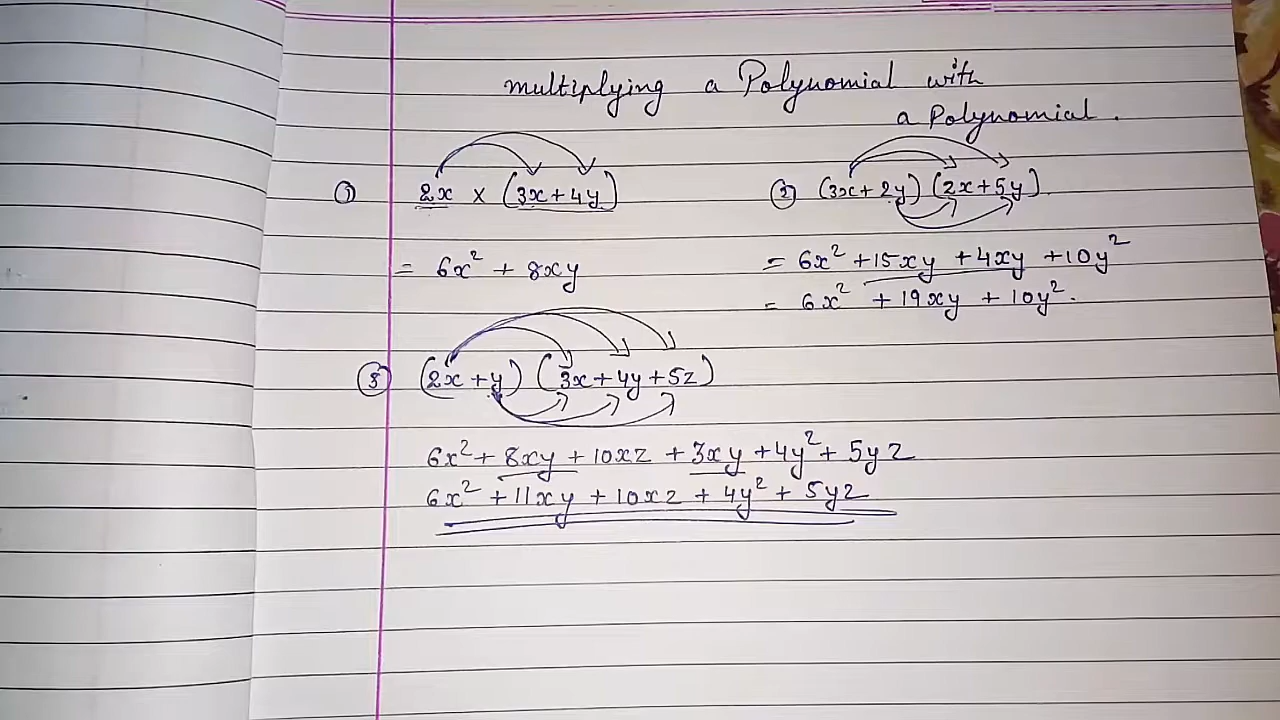 multiplying a Polynomial with
a Polynomial.
① 2x × (3x+4y)
= 6x² + 8xy
② (3x+2y) (2x+5y).
= 6x² +15xy +4xy +10y²
= 6x² +19xy + 10y².
③ (2x+y) (3x+4y+5z)
6x²+ 8xy +10xz +3xy +4y²+ 5yz
6x² +11xy +10xz + 4y² + 5yz